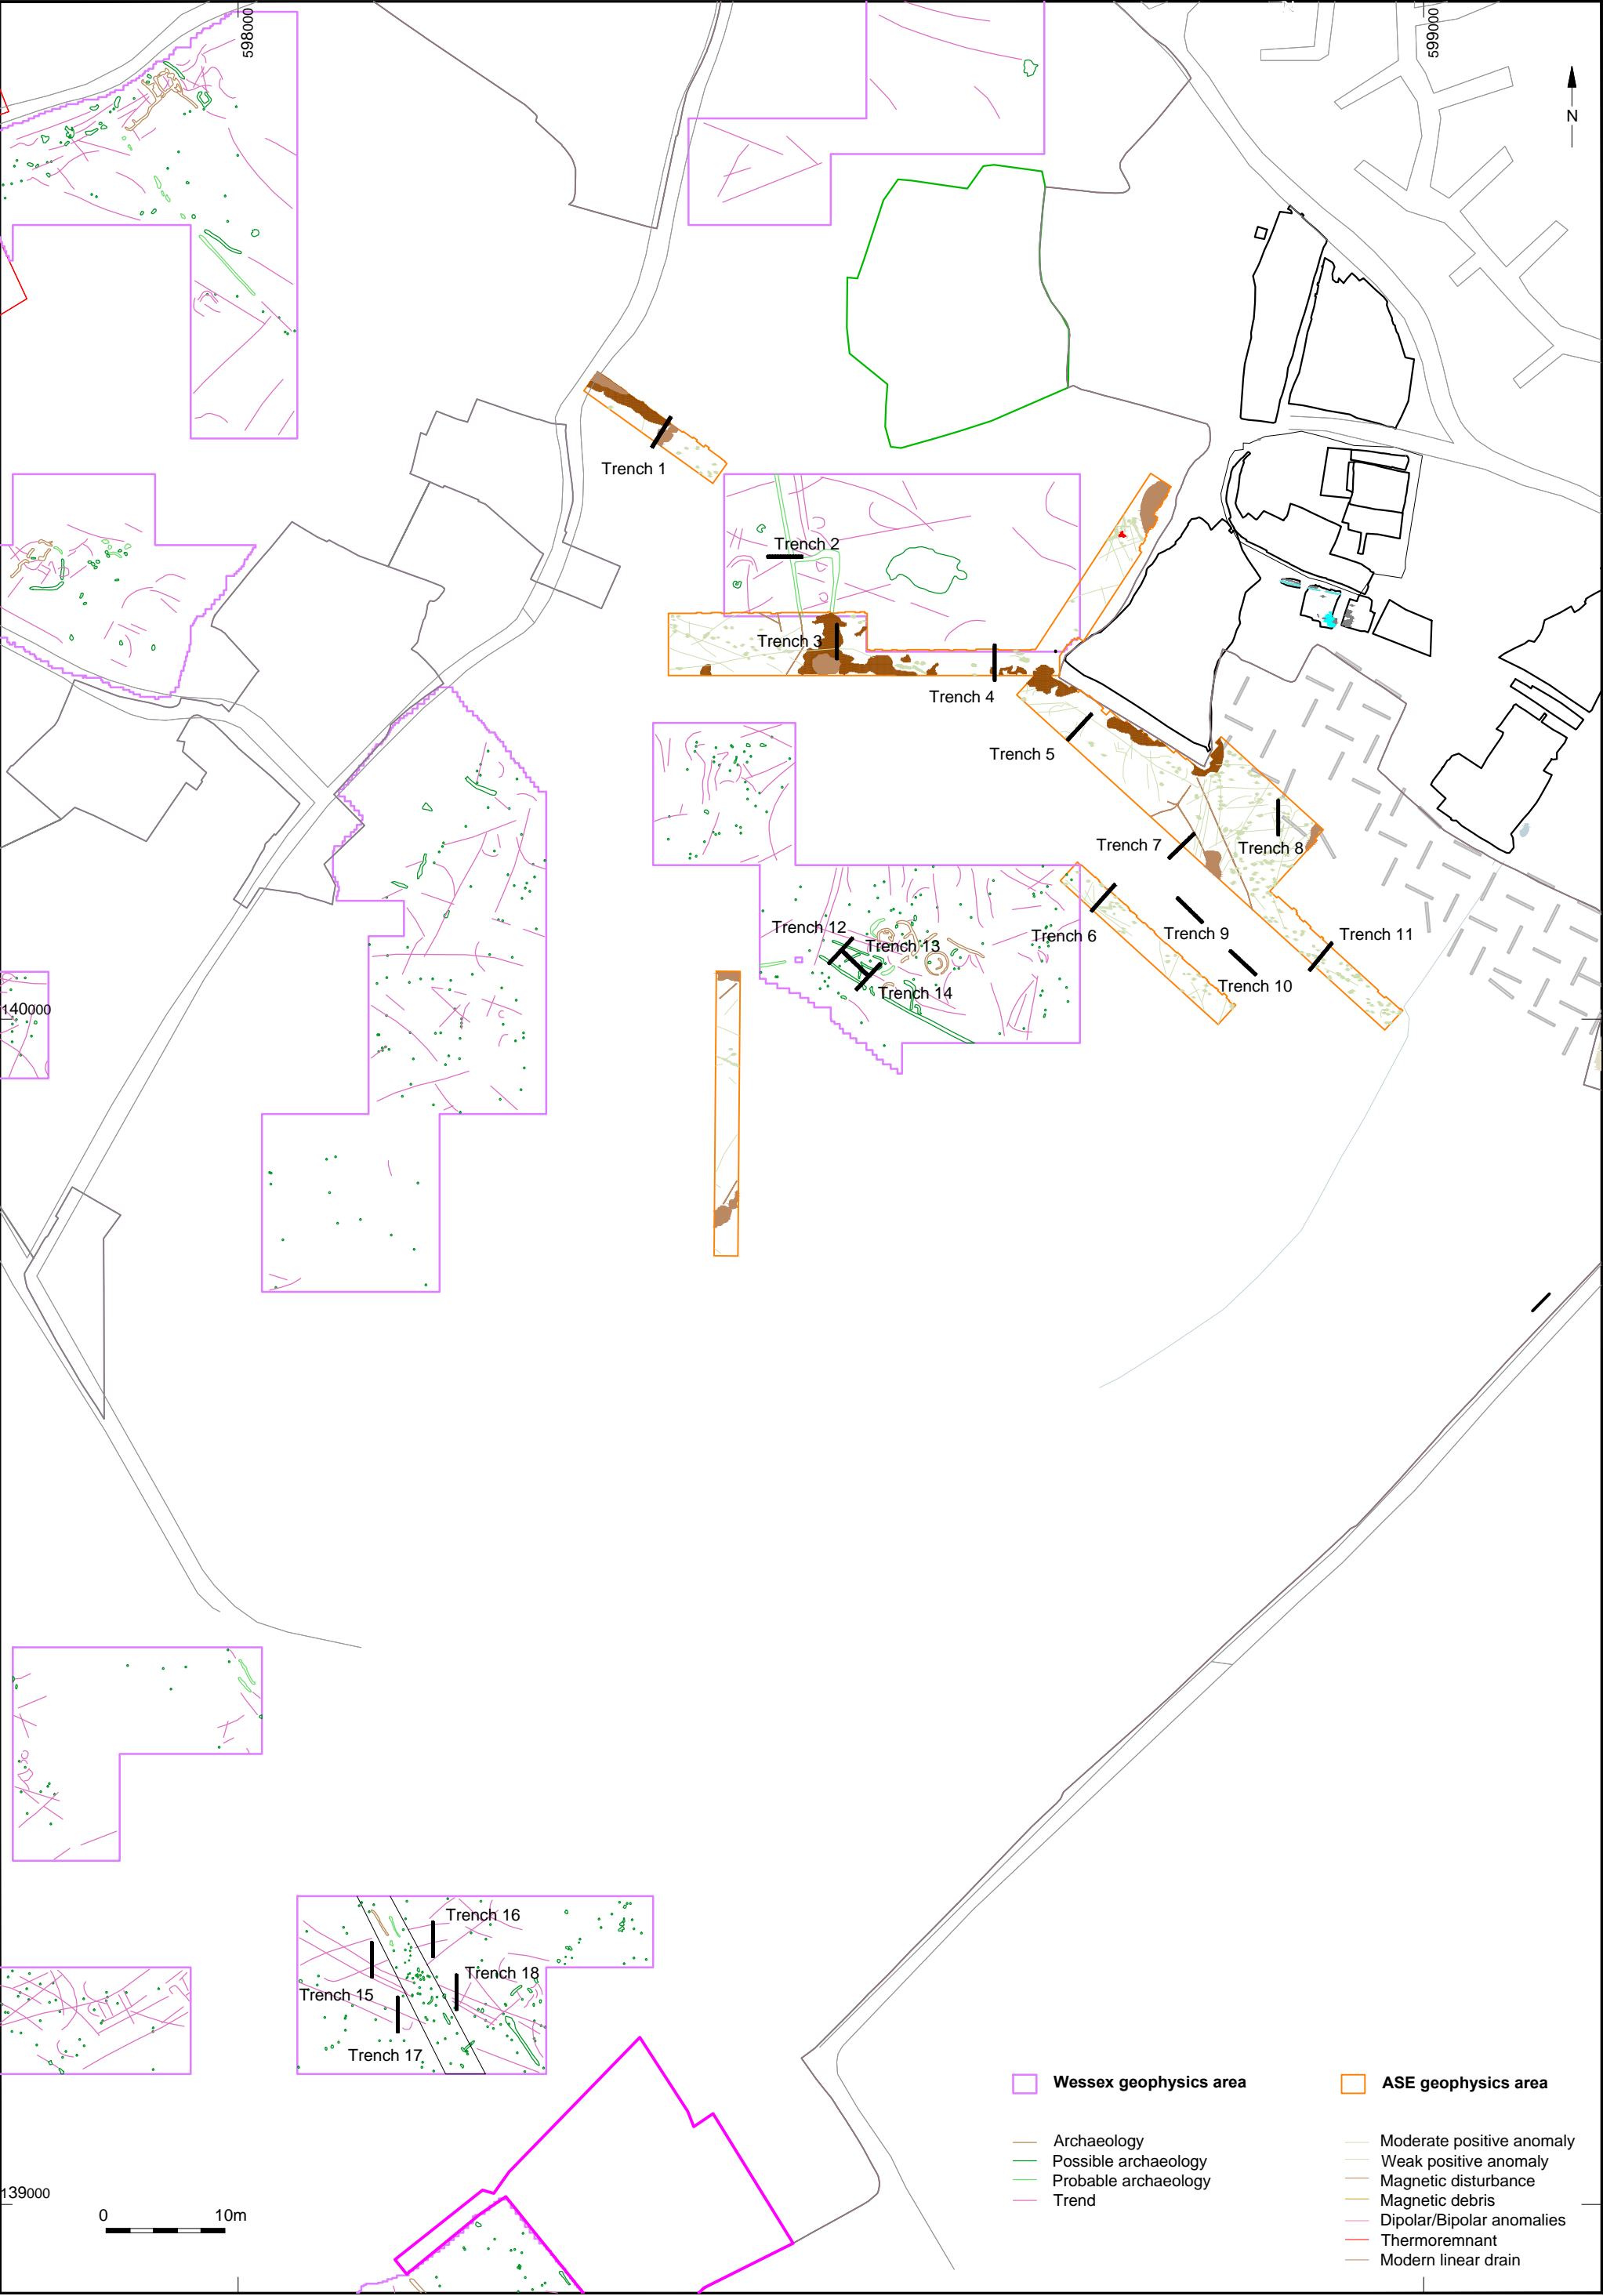 598000
599000
N
Trench 1
Trench 2
Trench 3
Trench 4
Trench 5
Trench 7
Trench 8
Trench 12
Trench 13
Trench 6
Trench 9
Trench 11
Trench 10
Trench 14
140000
Trench 16
Trench 18
Trench 15
Trench 17
Wessex geophysics area
Archaeology
Possible archaeology
Probable archaeology
Trend
ASE geophysics area
Moderate positive anomaly
Weak positive anomaly
Magnetic disturbance
Magnetic debris
Dipolar/Bipolar anomalies
Thermoremnant
Modern linear drain
139000
0 10m